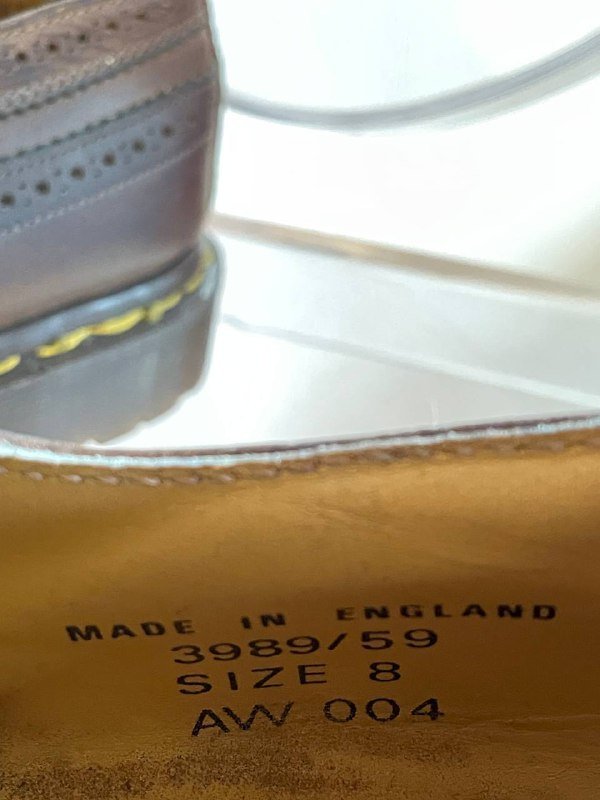 MADE IN ENGLAND
3989/59
SIZE 8
AW 004